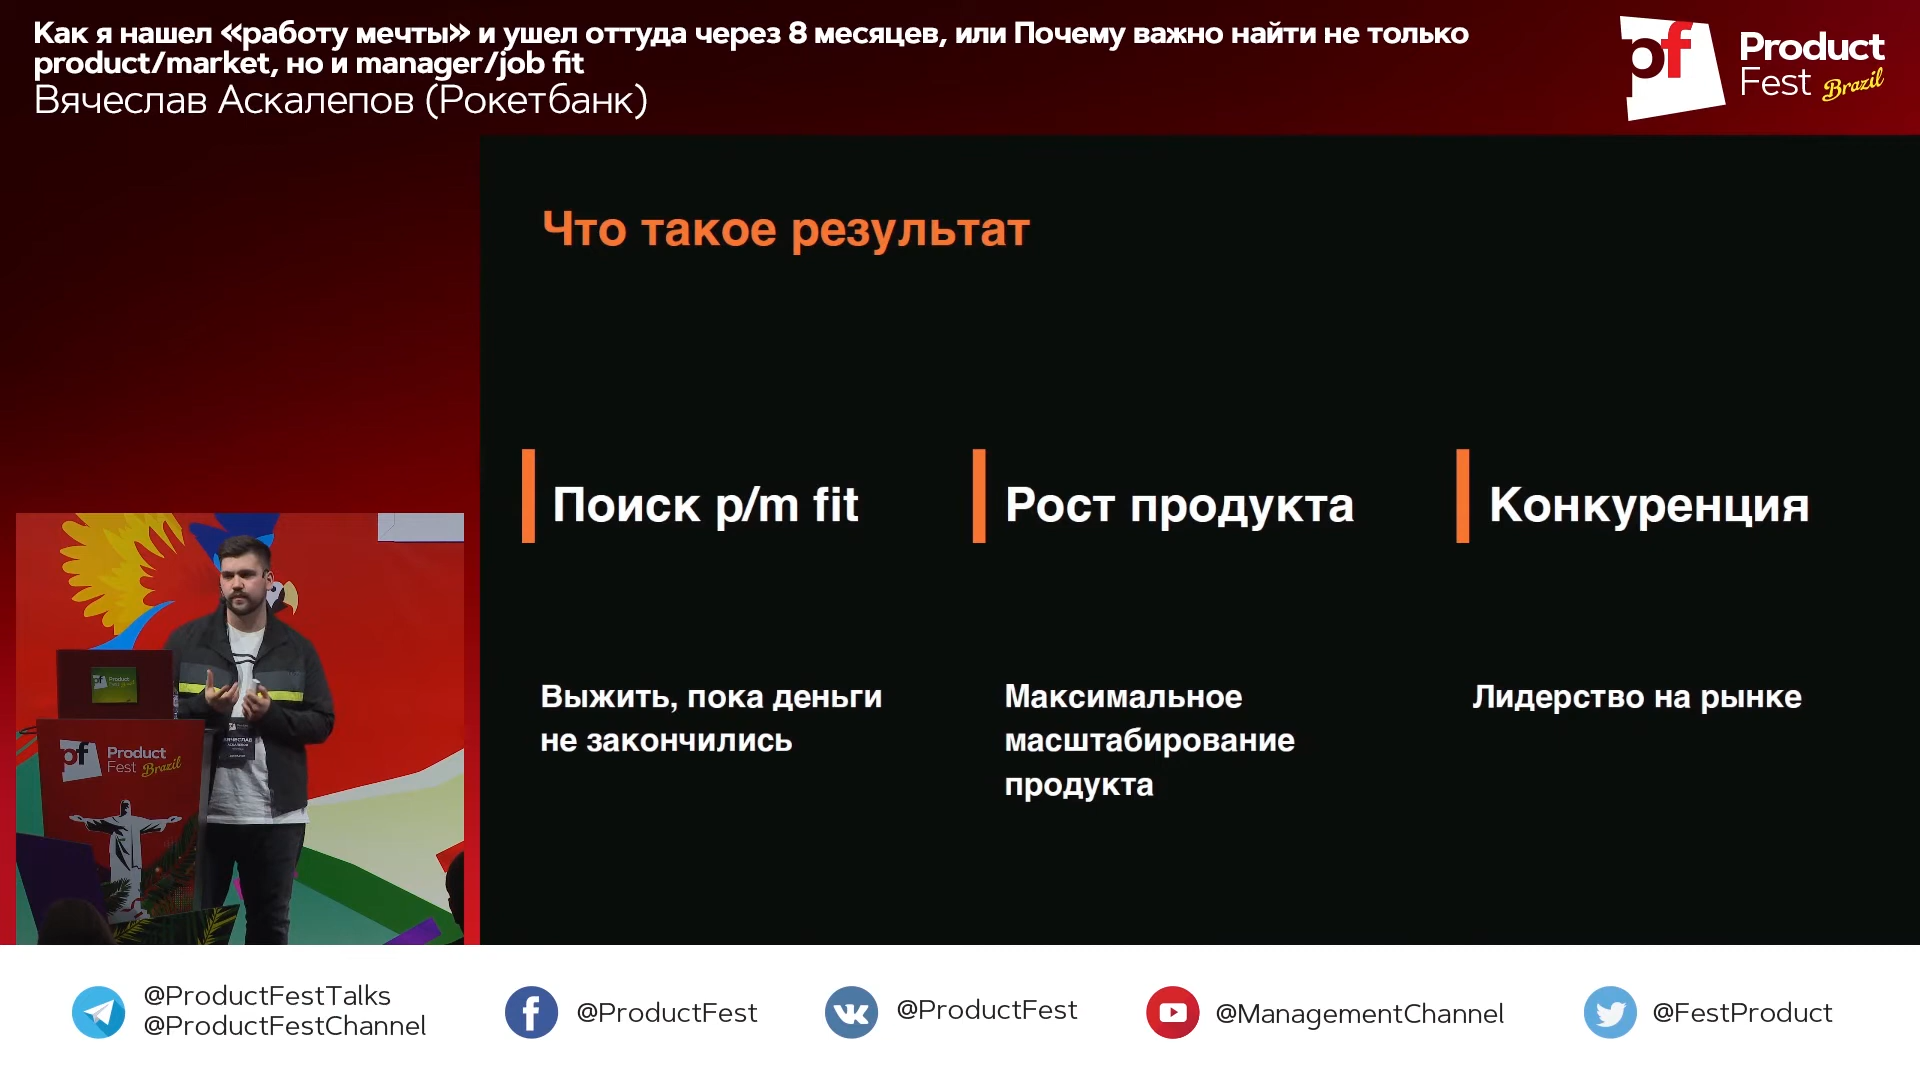 Как я нашел «работу мечты» и ушел оттуда через 8 месяцев, или Почему важно найти не только
product/market, но и manager/job fit
Вячеслав Аскалепов (Рокетбанк)
pf
Product
Fest Brazil
Что такое результат
Поиск p/m fit
Рост продукта
Конкуренция
Выжить, пока деньги
не закончились
Максимальное
масштабирование
продукта
Лидерство на рынке
pf
Product
Fest Brazil
@ProductFestTalks
@ProductFestChannel
@ProductFest
@ProductFest
@ManagementChannel
@FestProduct